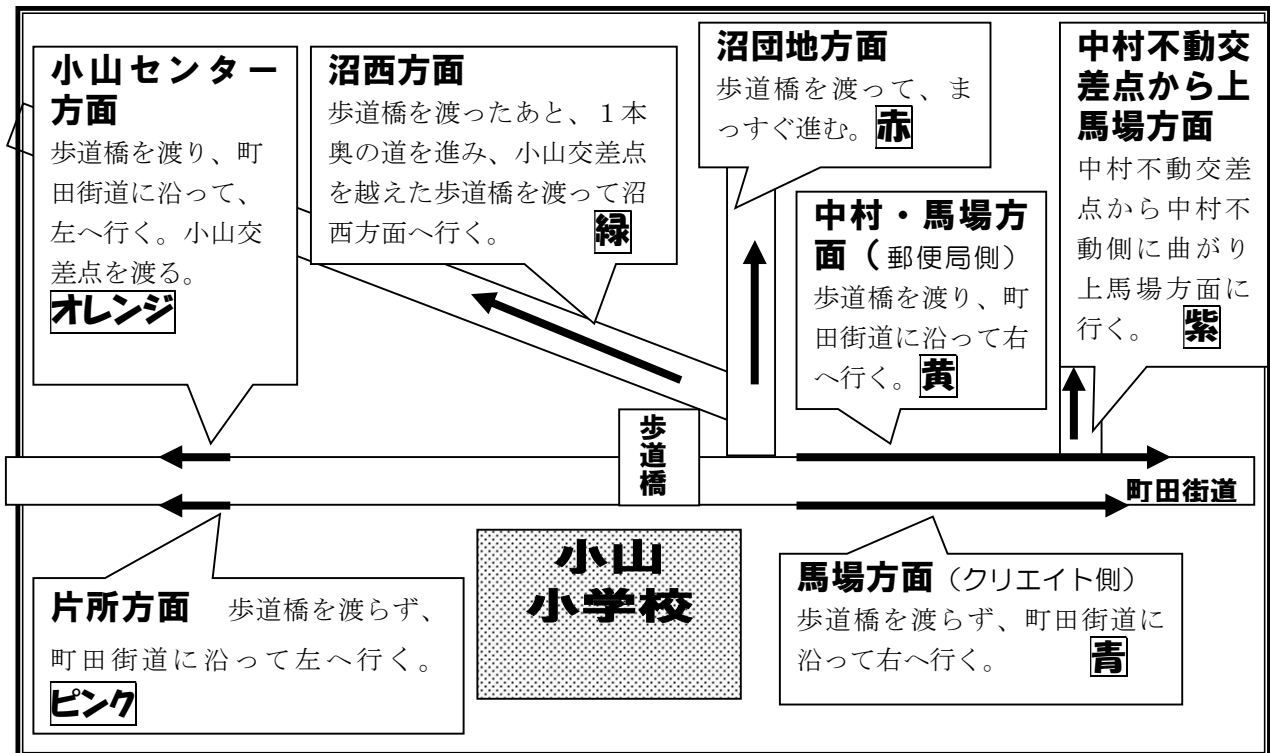 小山センター
方面
歩道橋を渡り、町
田街道に沿って、
左へ行く。小山交
差点を渡る。
オレンジ
沼西方面
歩道橋を渡ったあと、１本
奥の道を進み、小山交差点
を越えた歩道橋を渡って沼
西方面へ行く。 緑
沼団地方面
歩道橋を渡って、ま
っすぐ進む。 赤
中村・馬場方
面（郵便局側）
歩道橋を渡り、町
田街道に沿って右
へ行く。 黄
中村不動交
差点から上
馬場方面
中村不動交差
点から中村不
動側に曲がり
上馬場方面に
行く。 紫
歩道橋
町田街道
片所方面 歩道橋を渡らず、
町田街道に沿って左へ行く。
ピンク
小山
小学校
馬場方面（クリエイト側）
歩道橋を渡らず、町田街道に
沿って右へ行く。 青